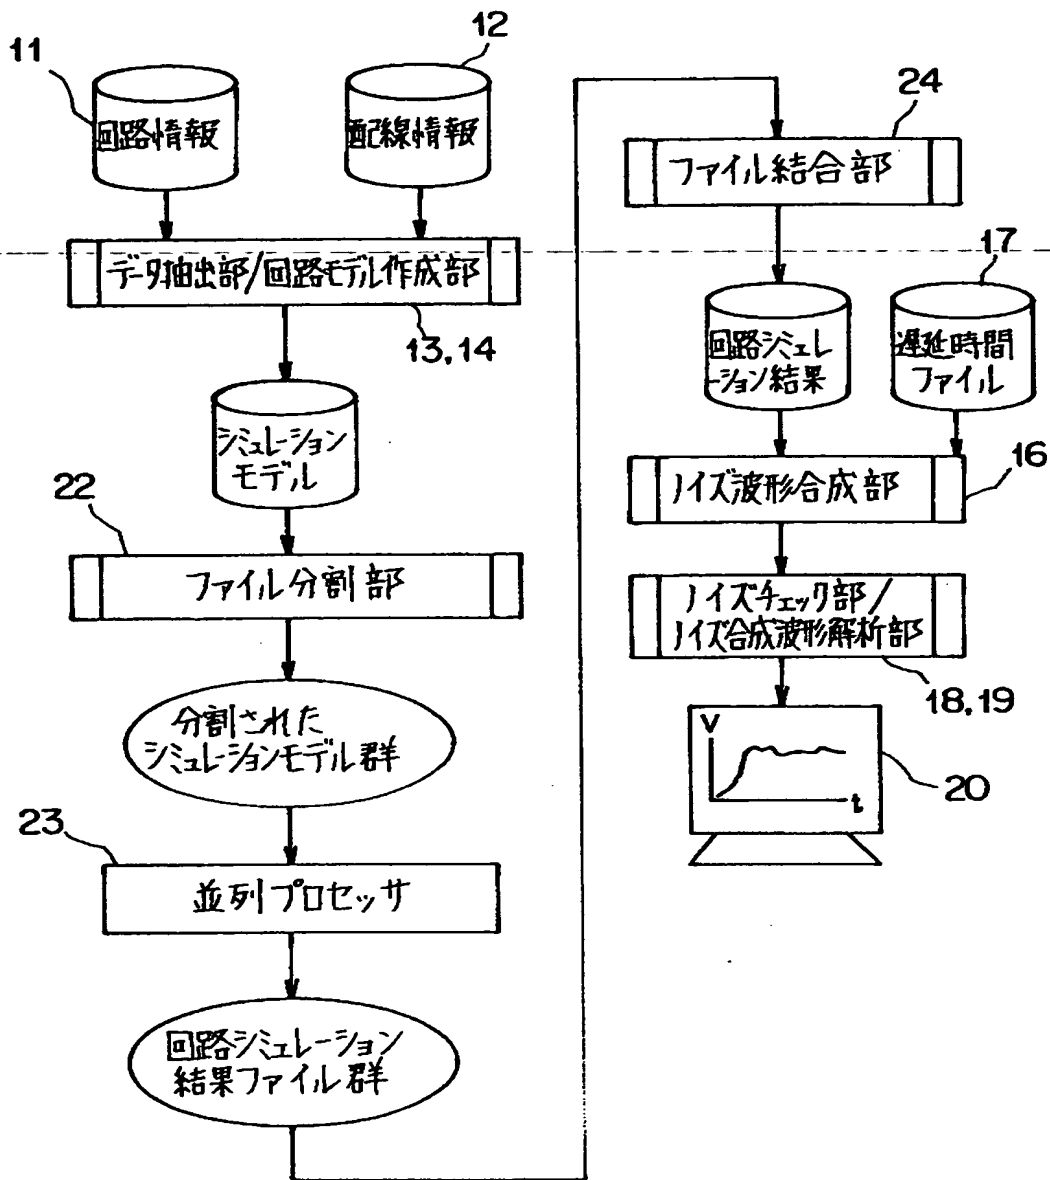 11
12
回路情報
配線情報
データ抽出部/回路モデル作成部
13,14
シミュレーション
モデル
22
ファイル分割部
分割された
シミュレーションモデル群
23
並列プロセッサ
回路シミュレーション
結果ファイル群
24
ファイル結合部
17
回路シミュレ
ーション結果
遅延時間
ファイル
16
ノイズ波形合成部
ノイズチェック部/
ノイズ合成波形解析部
18,19
V
t
20